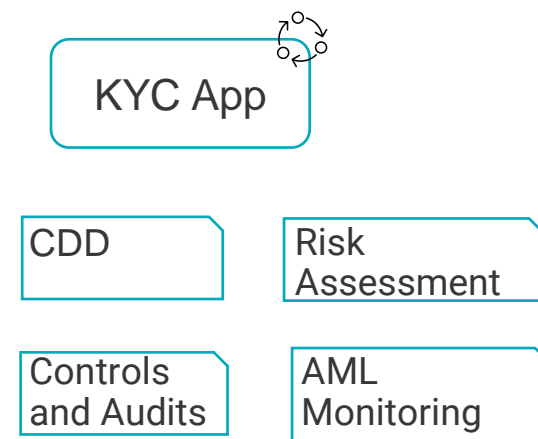 KYC App
CDD
Risk
Assessment
Controls
and Audits
AML
Monitoring